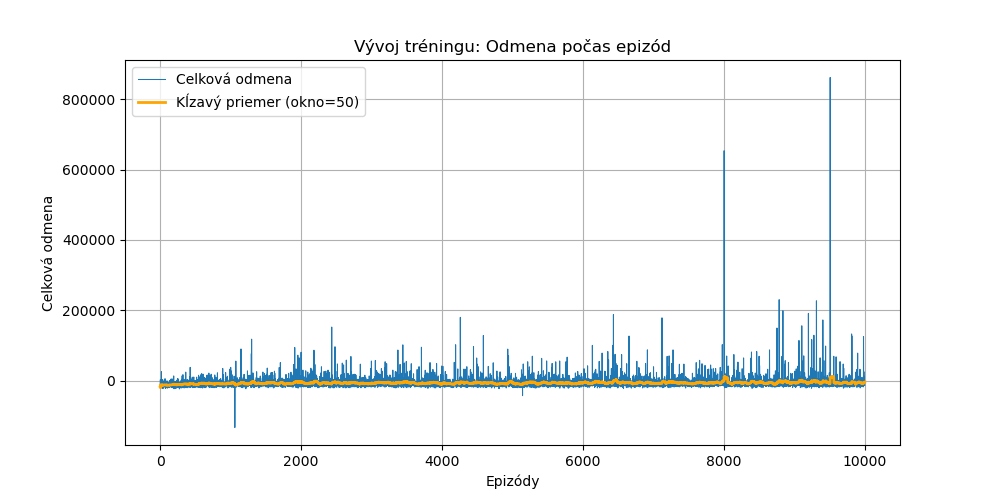 Vývoj tréningu: Odmena počas epizód
Celková odmena
Kĺzavý priemer (okno=50)
800000
600000
400000
200000
0
Celková odmena
0
2000
4000
6000
8000
10000
Epizódy